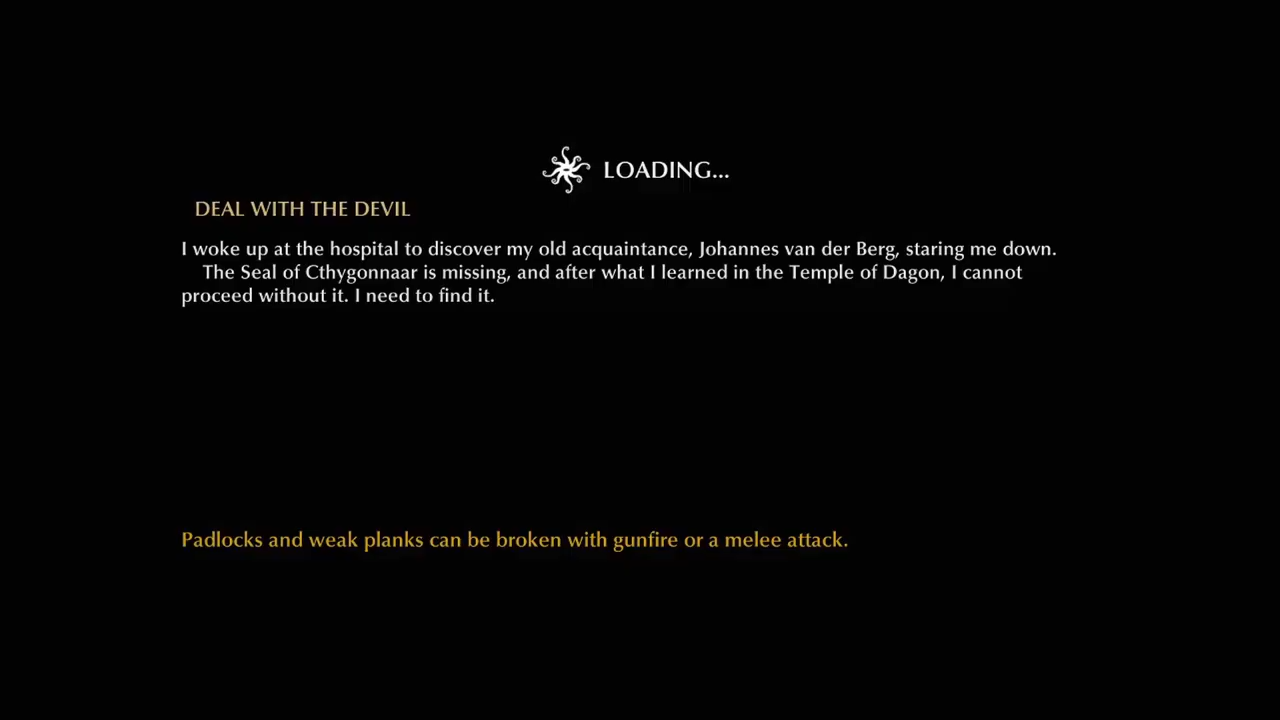 LOADING...
DEAL WITH THE DEVIL
I woke up at the hospital to discover my old acquaintance, Johannes van der Berg, staring me down.
The Seal of Cthygonnaar is missing, and after what I learned in the Temple of Dagon, I cannot
proceed without it. I need to find it.
Padlocks and weak planks can be broken with gunfire or a melee attack.